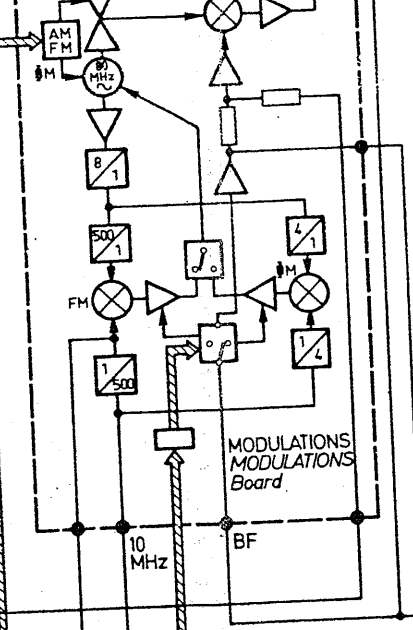 AM
FM
ΦM
80
MHz
~
8
1
500
1
4
1
FM
ΦM
1
500
1
4
MODULATIONS
MODULATIONS
Board
10
MHz
BF